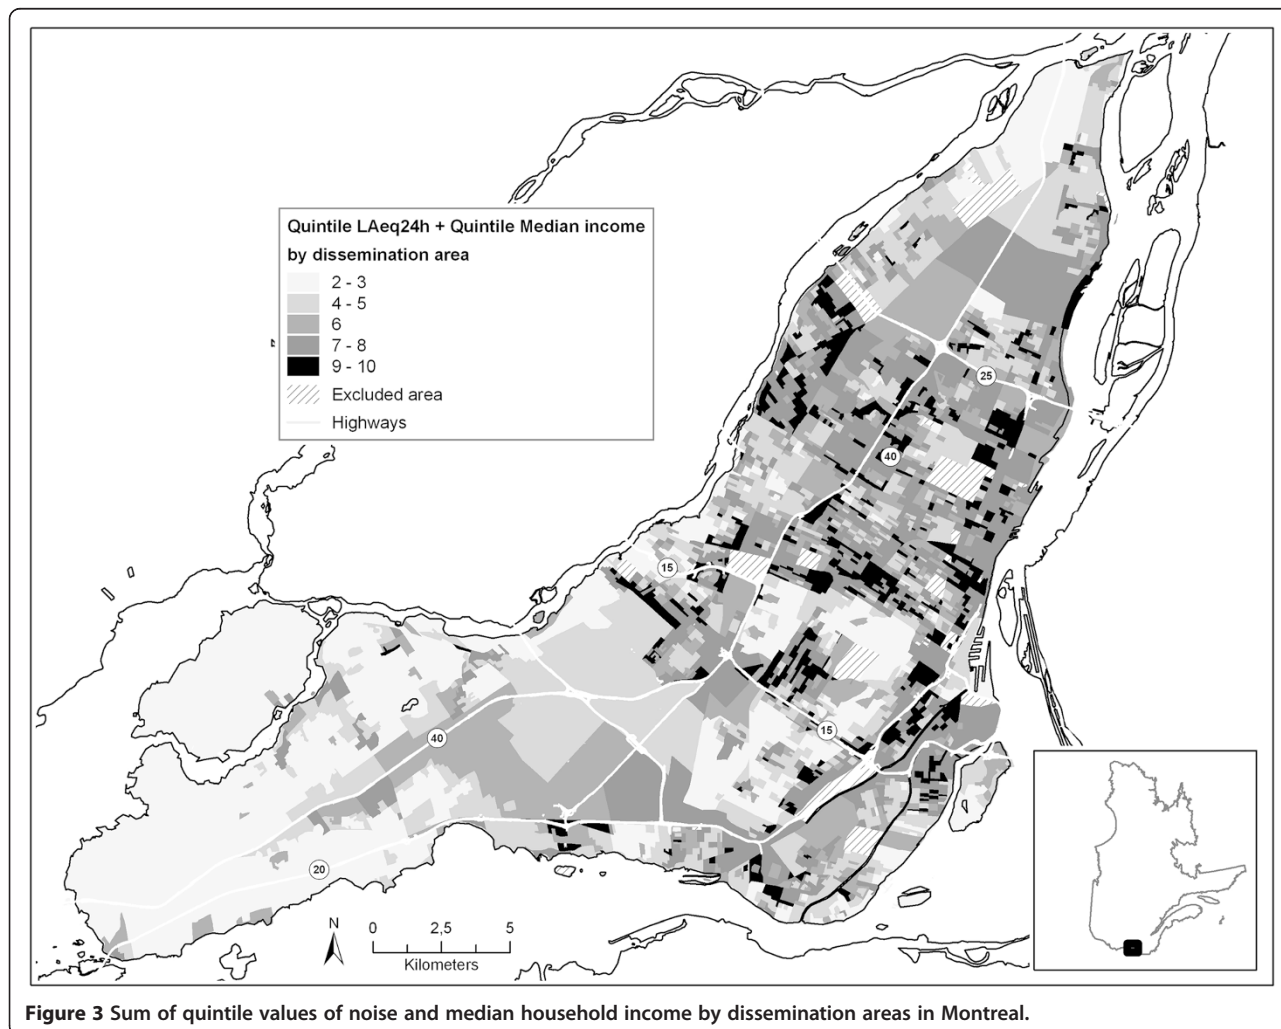 Quintile LAeq24h + Quintile Median income
by dissemination area
2 - 3
4 - 5
6
7 - 8
9 - 10
Excluded area
Highways
25
40
15
15
40
20
N
0 2,5 5
Kilometers
Figure 3 Sum of quintile values of noise and median household income by dissemination areas in Montreal.